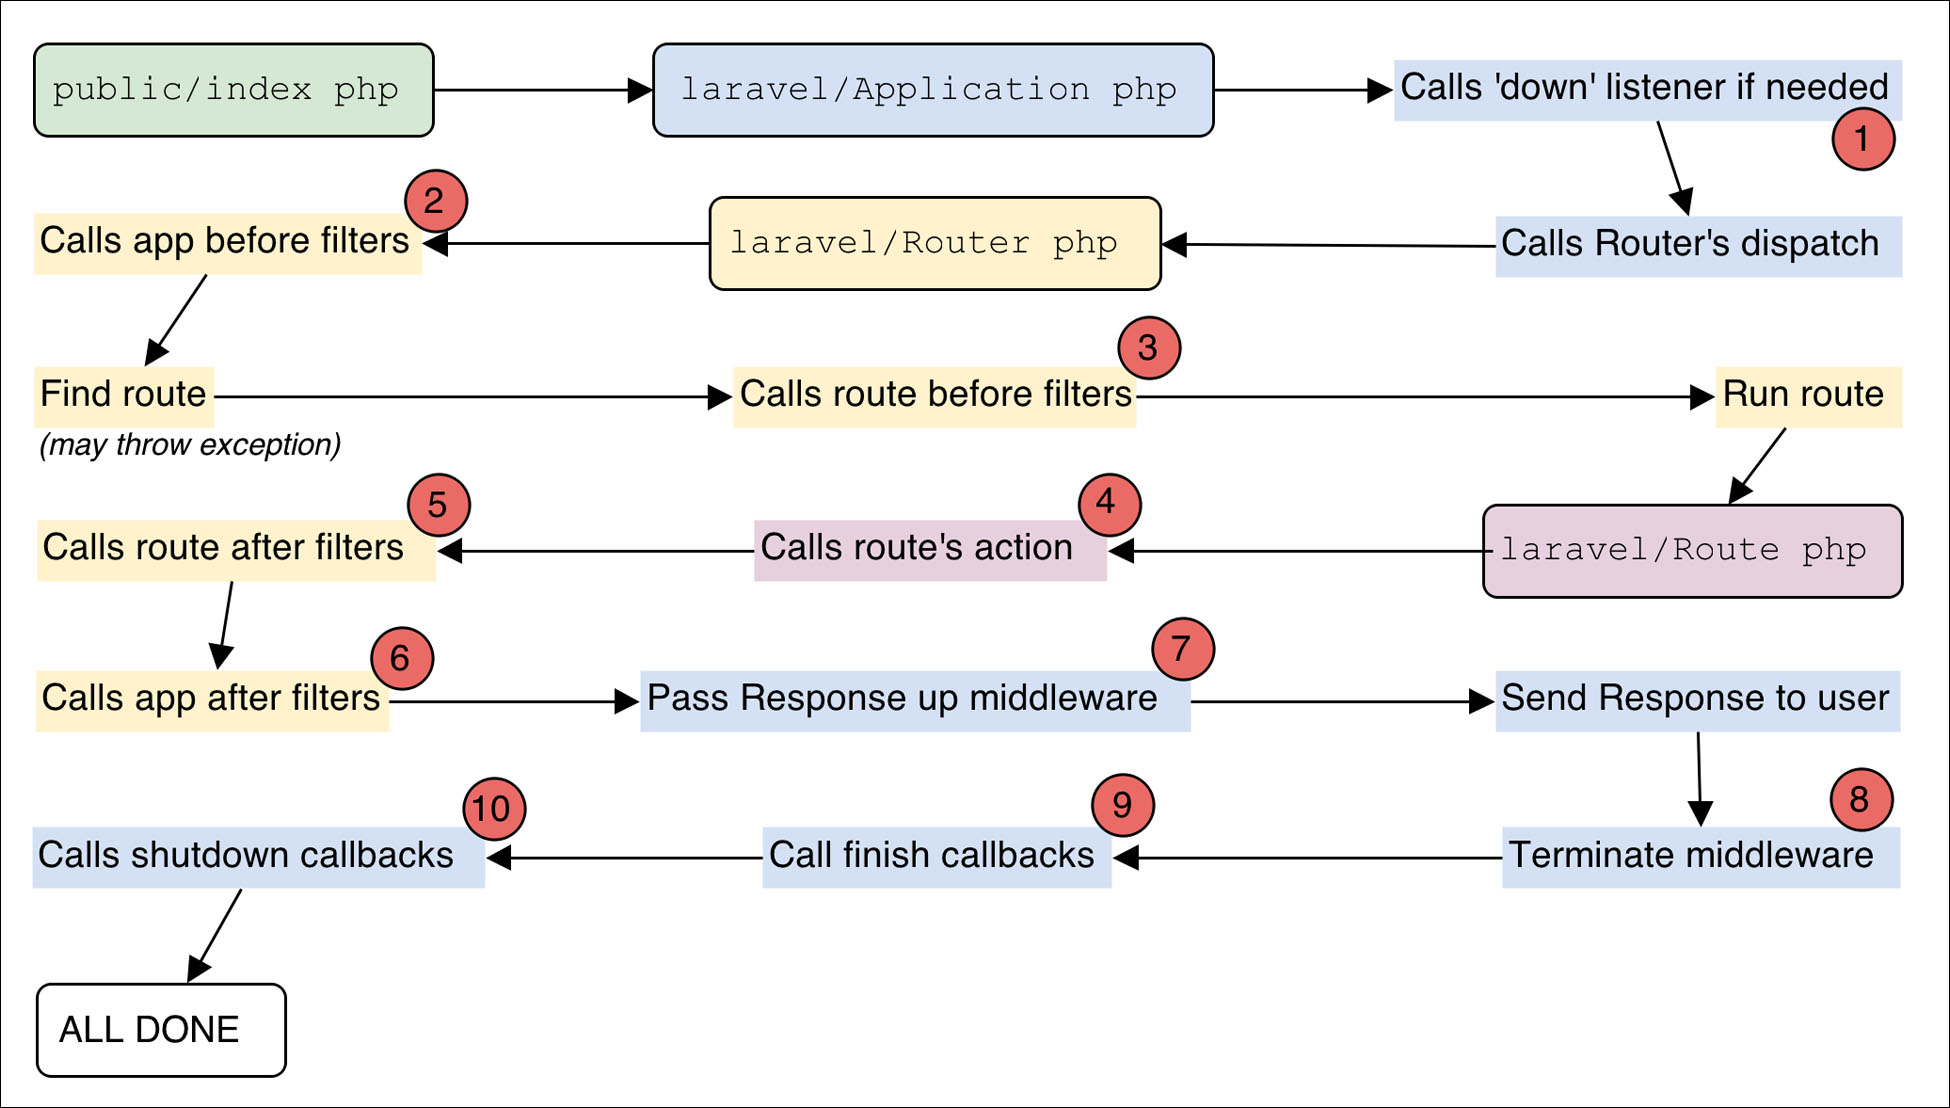 public/index php
laravel/Application php
Calls 'down' listener if needed
1
2
Calls app before filters
laravel/Router php
Calls Router's dispatch
3
Find route
Calls route before filters
Run route
(may throw exception)
5
4
Calls route after filters
Calls route's action
laravel/Route php
6
7
Calls app after filters
Pass Response up middleware
Send Response to user
10
9
8
Calls shutdown callbacks
Call finish callbacks
Terminate middleware
ALL DONE